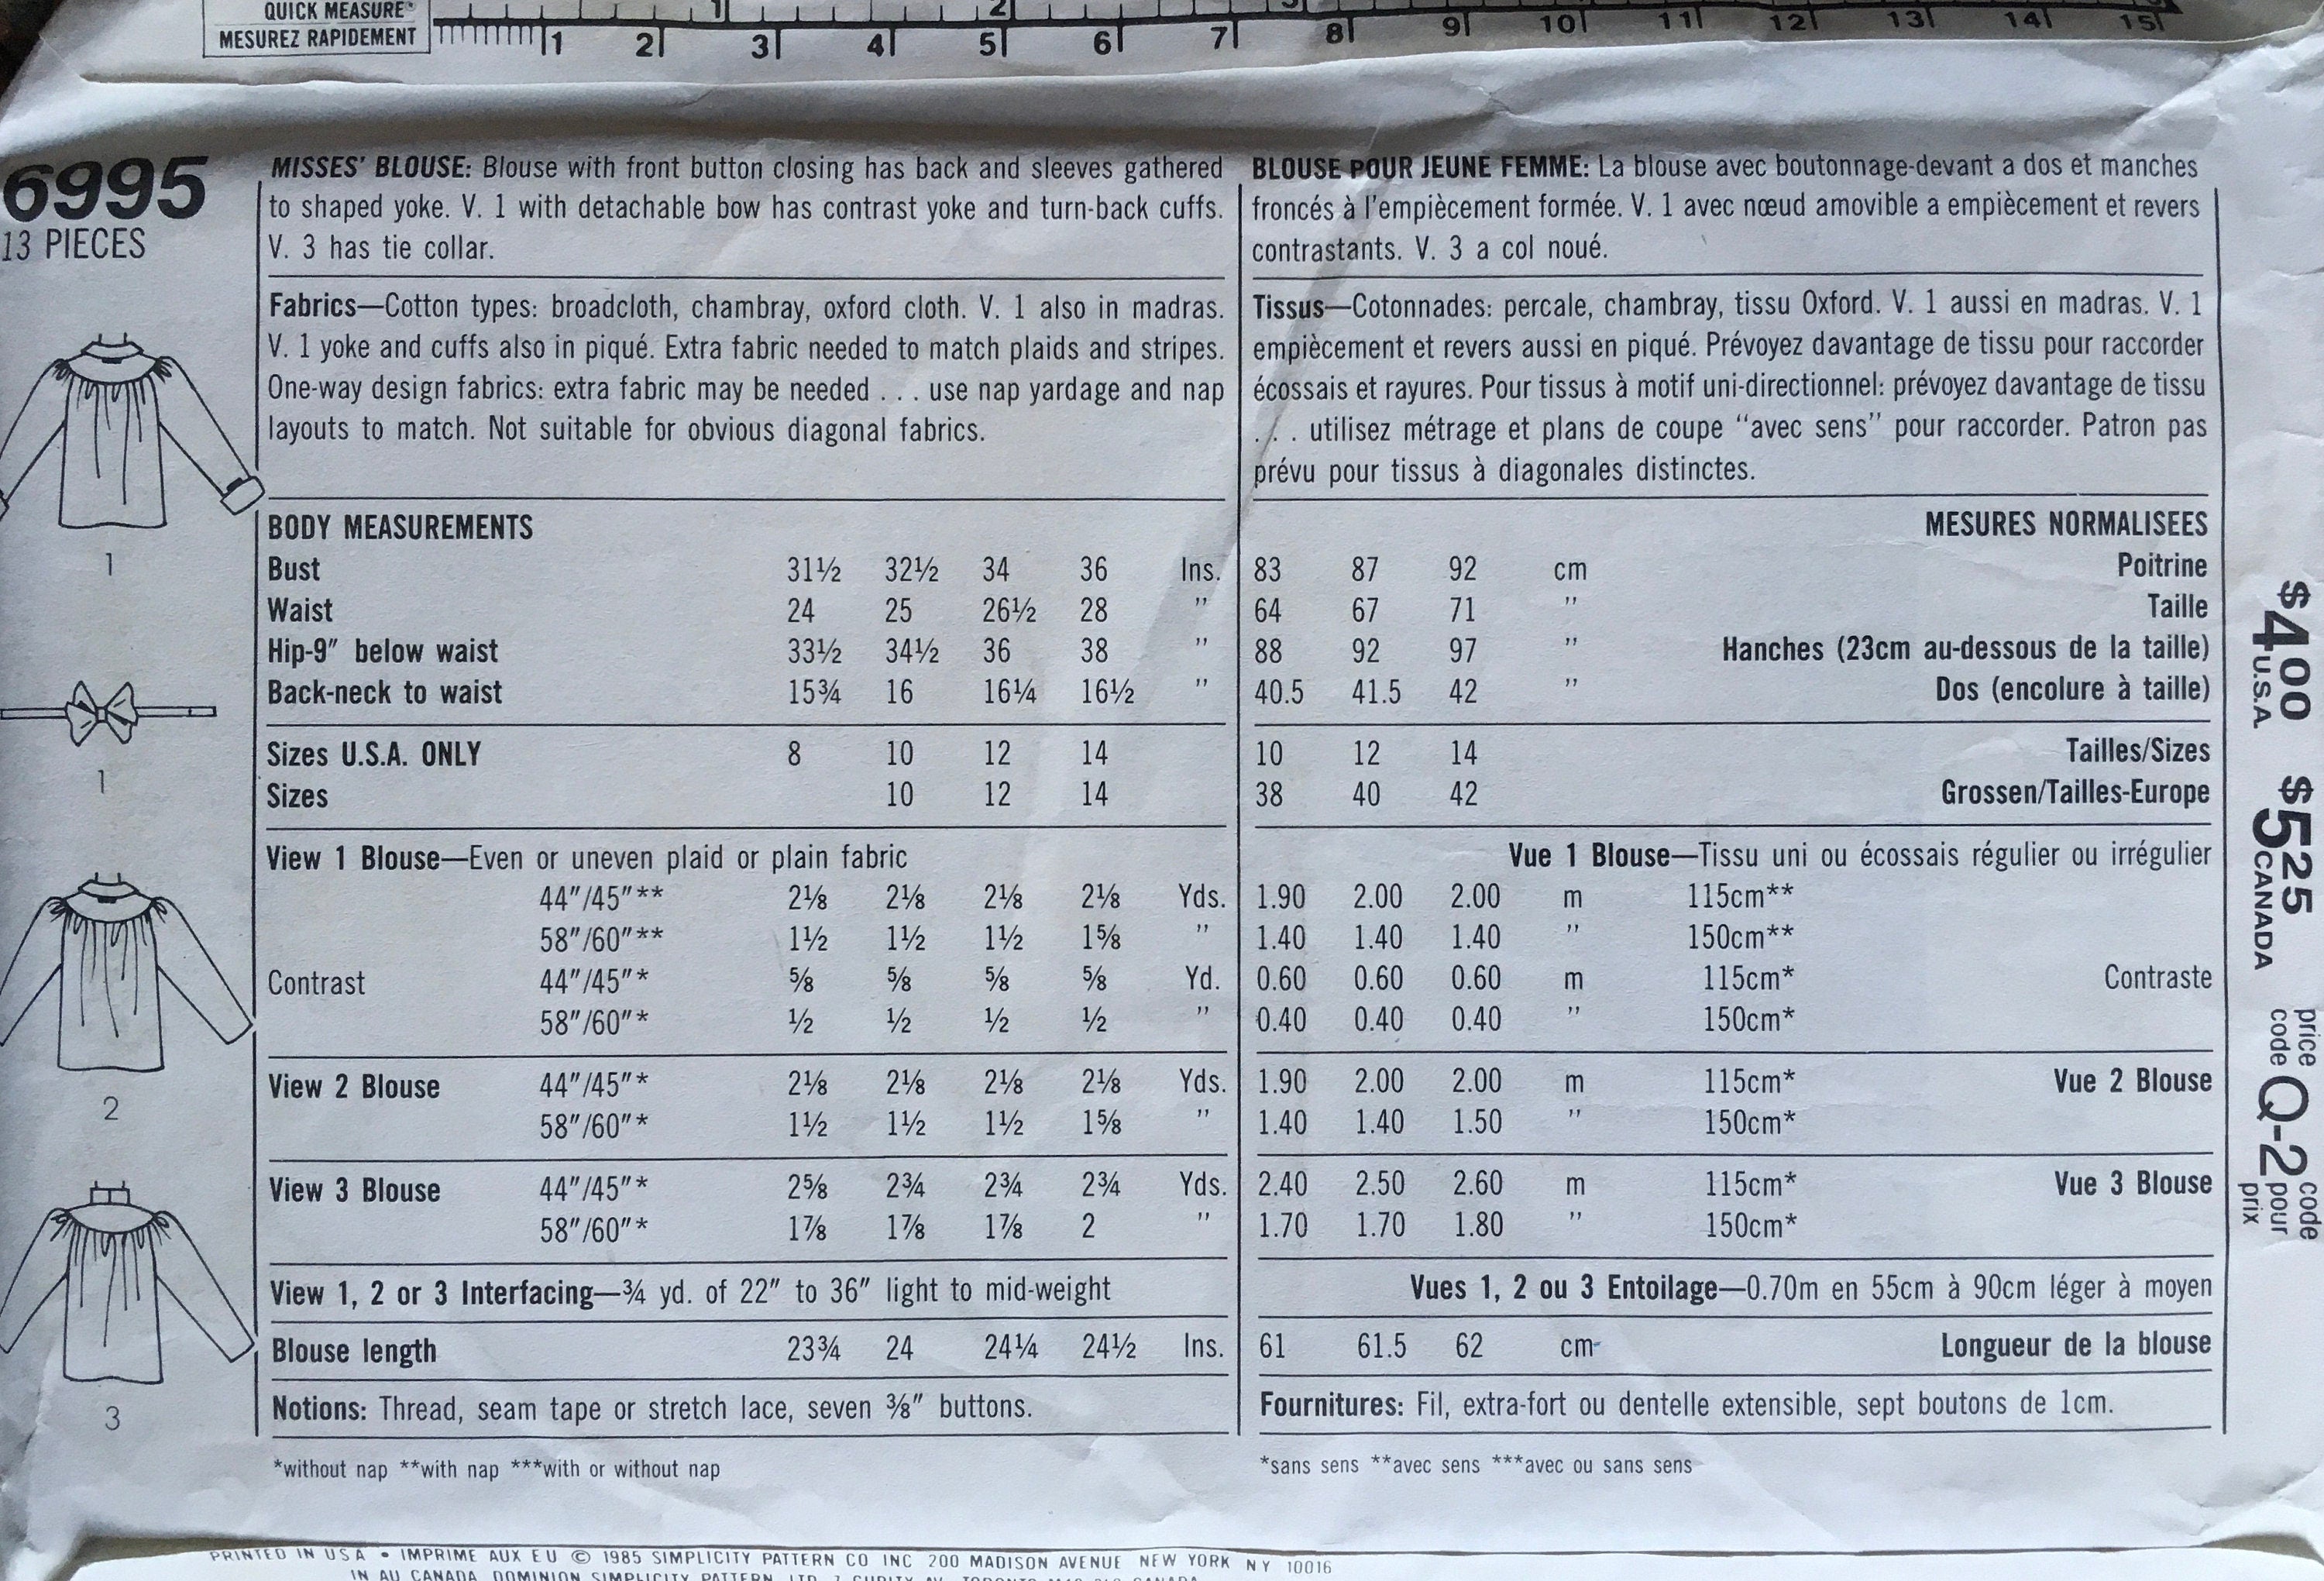 QUICK MEASURE
MESUREZ RAPIDEMENT
1 2 3
1 2 3 4 5 6 7 8 9 10 11 12 13 14 15
6995
13 PIECES
MISSES' BLOUSE: Blouse with front button closing has back and sleeves gathered
to shaped yoke. V. 1 with detachable bow has contrast yoke and turn-back cuffs.
V. 3 has tie collar.
Fabrics—Cotton types: broadcloth, chambray, oxford cloth. V. 1 also in madras.
V. 1 yoke and cuffs also in piqué. Extra fabric needed to match plaids and stripes.
One-way design fabrics: extra fabric may be needed . . . use nap yardage and nap
layouts to match. Not suitable for obvious diagonal fabrics.
BODY MEASUREMENTS
Bust 31½ 32½ 34 36 Ins.
Waist 24 25 26½ 28 "
Hip-9" below waist 33½ 34½ 36 38 "
Back-neck to waist 15¾ 16 16¼ 16½ "
Sizes U.S.A. ONLY 8 10 12 14
Sizes 10 12 14
View 1 Blouse—Even or uneven plaid or plain fabric
44"/45"** 2⅛ 2⅛ 2⅛ 2⅛ Yds.
58"/60"** 1½ 1½ 1½ 1⅝ "
Contrast 44"/45"* ⅝ ⅝ ⅝ ⅝ Yd.
58"/60"* ½ ½ ½ ½ "
View 2 Blouse 44"/45"* 2⅛ 2⅛ 2⅛ 2⅛ Yds.
58"/60"* 1½ 1½ 1½ 1⅝ "
View 3 Blouse 44"/45"* 2⅝ 2¾ 2¾ 2¾ Yds.
58"/60"* 1⅞ 1⅞ 1⅞ 2 "
View 1, 2 or 3 Interfacing—¾ yd. of 22" to 36" light to mid-weight
Blouse length 23¾ 24 24¼ 24½ Ins.
Notions: Thread, seam tape or stretch lace, seven ⅜" buttons.
*without nap **with nap ***with or without nap
BLOUSE POUR JEUNE FEMME: La blouse avec boutonnage-devant a dos et manches
froncés à l'empiècement formée. V. 1 avec nœud amovible a empiècement et revers
contrastants. V. 3 a col noué.
Tissus—Cotonnades: percale, chambray, tissu Oxford. V. 1 aussi en madras. V. 1
empiècement et revers aussi en piqué. Prévoyez davantage de tissu pour raccorder
écossais et rayures. Pour tissus à motif uni-directionnel: prévoyez davantage de tissu
. . . utilisez métrage et plans de coupe "avec sens" pour raccorder. Patron pas
prévu pour tissus à diagonales distinctes.
MESURES NORMALISEES
83 87 92 cm Poitrine
64 67 71 " Taille
88 92 97 " Hanches (23cm au-dessous de la taille)
40.5 41.5 42 " Dos (encolure à taille)
10 12 14 Tailles/Sizes
38 40 42 Grossen/Tailles-Europe
Vue 1 Blouse—Tissu uni ou écossais régulier ou irrégulier
1.90 2.00 2.00 m 115cm**
1.40 1.40 1.40 " 150cm**
0.60 0.60 0.60 m 115cm* Contraste
0.40 0.40 0.40 " 150cm*
1.90 2.00 2.00 m 115cm* Vue 2 Blouse
1.40 1.40 1.50 " 150cm*
2.40 2.50 2.60 m 115cm* Vue 3 Blouse
1.70 1.70 1.80 " 150cm*
Vues 1, 2 ou 3 Entoilage—0.70m en 55cm à 90cm léger à moyen
61 61.5 62 cm Longueur de la blouse
Fournitures: Fil, extra-fort ou dentelle extensible, sept boutons de 1cm.
*sans sens **avec sens ***avec ou sans sens
1
1
2
3
$4.00 U.S.A $5.25 CANADA price code Q-2 code pour prix
PRINTED IN USA • IMPRIME AUX EU © 1985 SIMPLICITY PATTERN CO INC 200 MADISON AVENUE NEW YORK NY 10016
IN AU CANADA DOMINION SIMPLICITY PATTERN